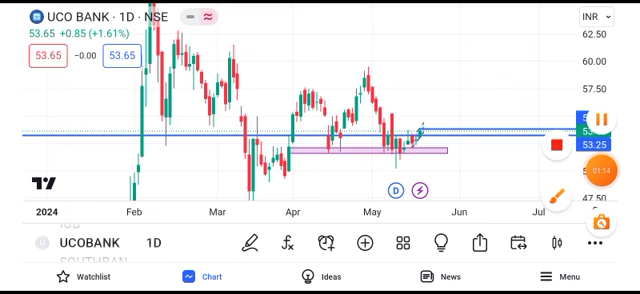 UCO BANK · 1D · NSE
INR
53.65 +0.85 (+1.61%)
53.65 −0.00 53.65
62.50
60.00
57.50
53.25
47.50
01:14
D
2024 Feb Mar Apr May Jun Jul
UCOBANK 1D
Watchlist Chart Ideas News Menu